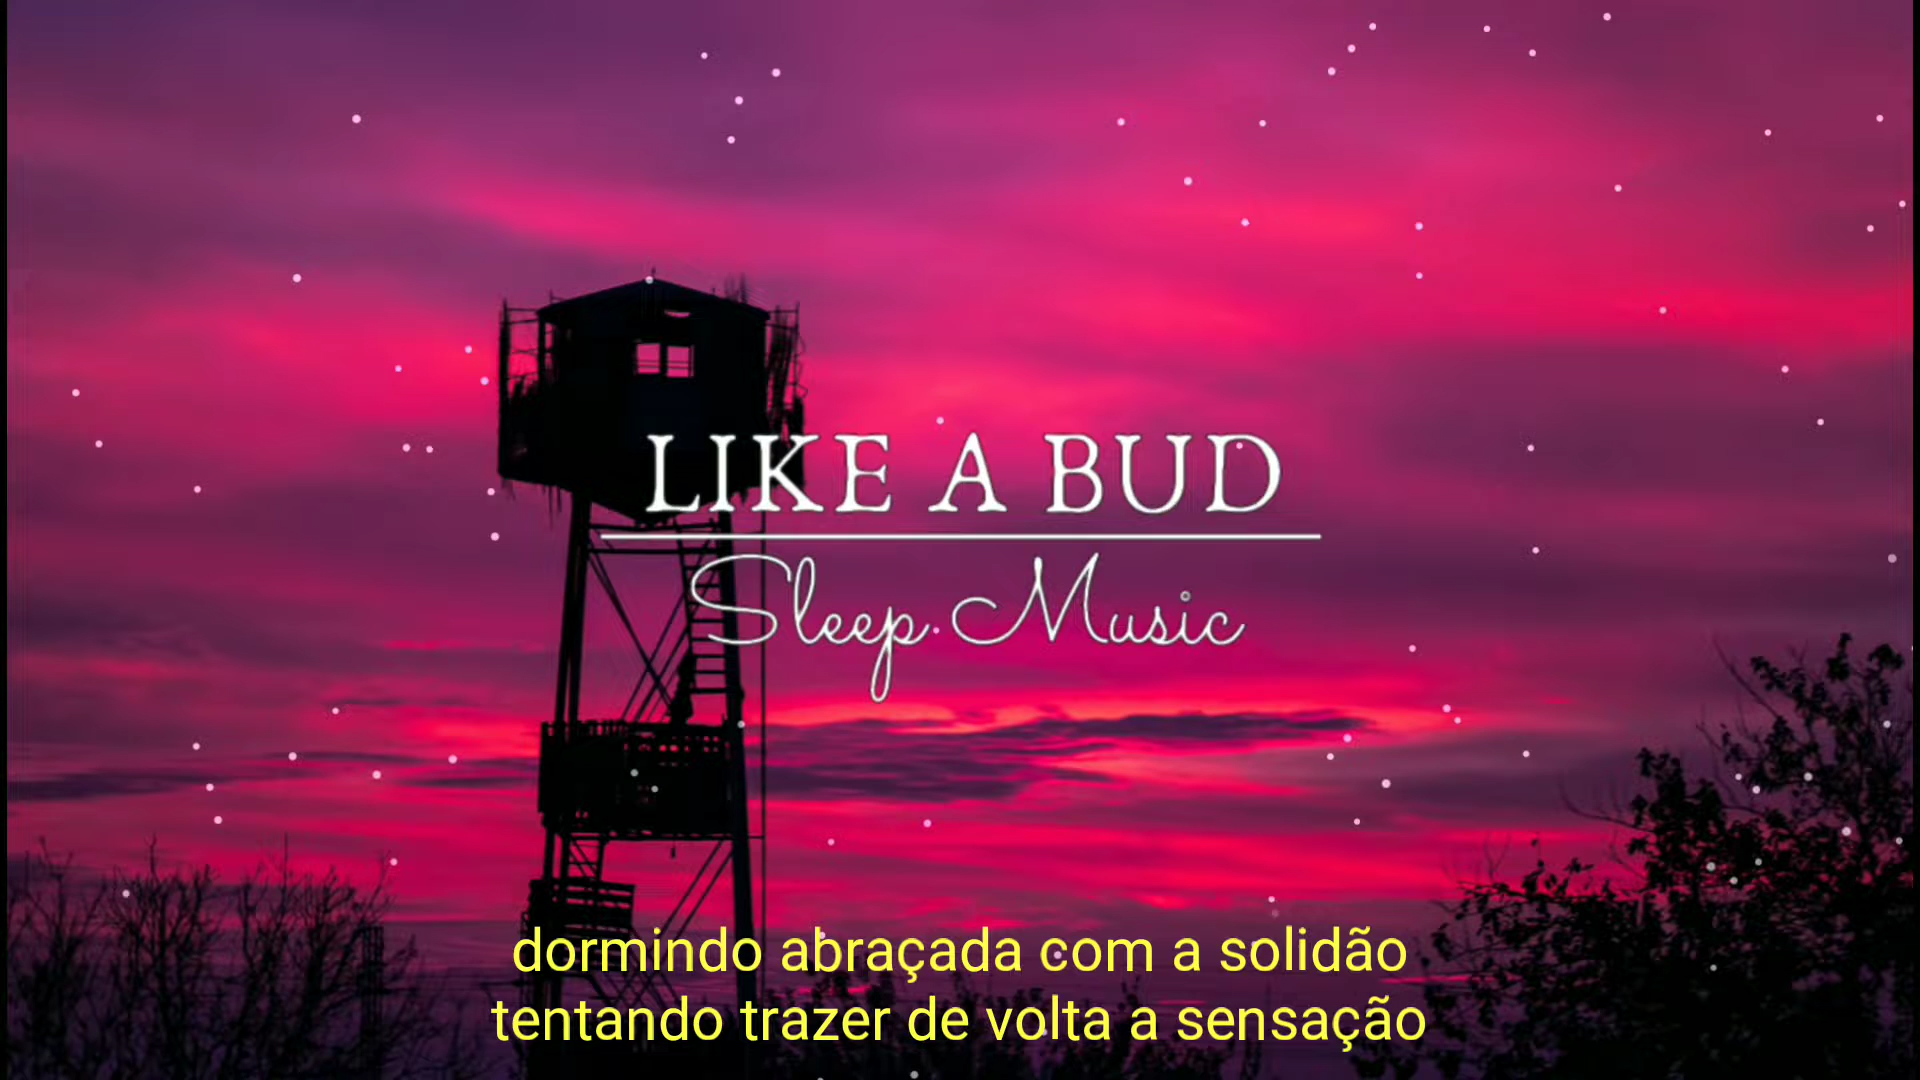 LIKE A BUD
Sleep Music
dormindo abraçada com a solidão
tentando trazer de volta a sensação